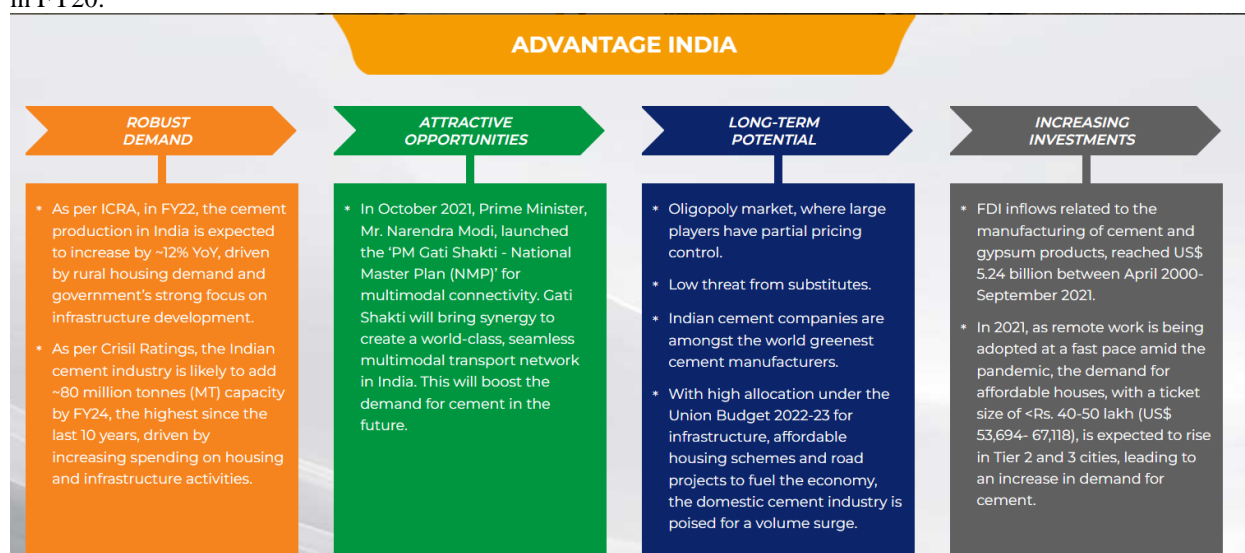 in FY20.
ADVANTAGE INDIA
ROBUST
DEMAND
* As per ICRA, in FY22, the cement
production in India is expected
to increase by ~12% YoY, driven
by rural housing demand and
government's strong focus on
infrastructure development.
* As per Crisil Ratings, the Indian
cement industry is likely to add
~80 million tonnes (MT) capacity
by FY24, the highest since the
last 10 years, driven by
increasing spending on housing
and infrastructure activities.
ATTRACTIVE
OPPORTUNITIES
* In October 2021, Prime Minister,
Mr. Narendra Modi, launched
the 'PM Gati Shakti - National
Master Plan (NMP)' for
multimodal connectivity. Gati
Shakti will bring synergy to
create a world-class, seamless
multimodal transport network
in India. This will boost the
demand for cement in the
future.
LONG-TERM
POTENTIAL
* Oligopoly market, where large
players have partial pricing
control.
* Low threat from substitutes.
* Indian cement companies are
amongst the world greenest
cement manufacturers.
* With high allocation under the
Union Budget 2022-23 for
infrastructure, affordable
housing schemes and road
projects to fuel the economy,
the domestic cement industry is
poised for a volume surge.
INCREASING
INVESTMENTS
* FDI inflows related to the
manufacturing of cement and
gypsum products, reached US$
5.24 billion between April 2000-
September 2021.
* In 2021, as remote work is being
adopted at a fast pace amid the
pandemic, the demand for
affordable houses, with a ticket
size of <Rs. 40-50 lakh (US$
53,694- 67,118), is expected to rise
in Tier 2 and 3 cities, leading to
an increase in demand for
cement.